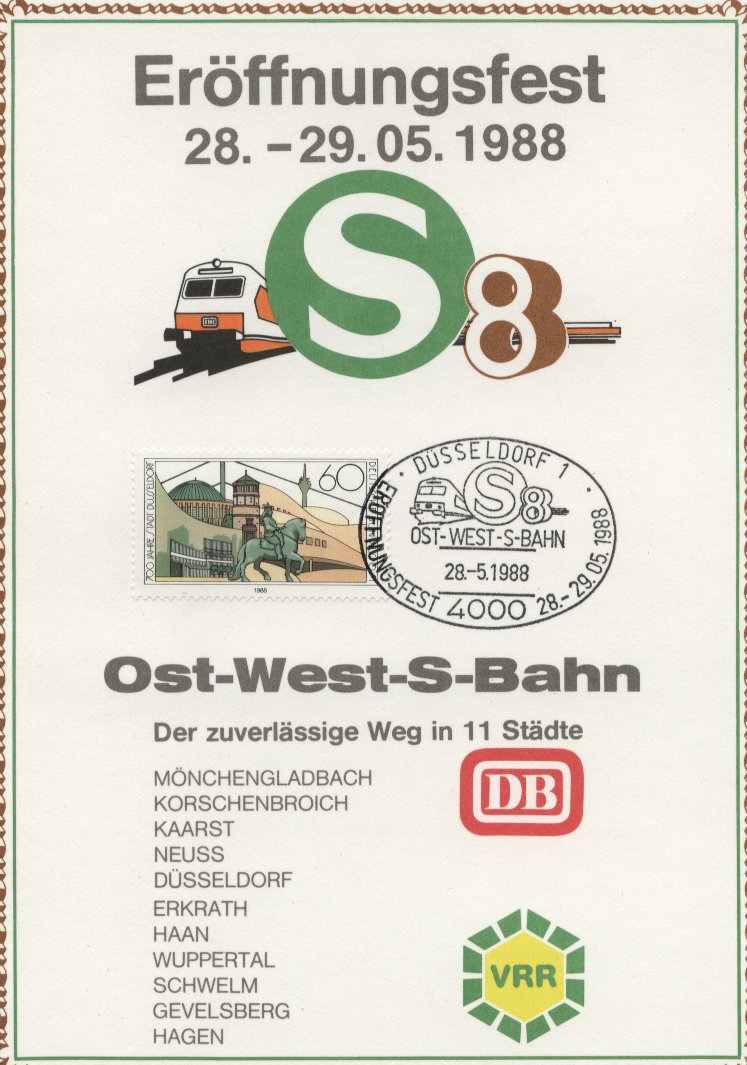 Eröffnungsfest
28. – 29. 05. 1988
S8
DB
700 JAHRE STADT DÜSSELDORF
60
DEU
1988
· DÜSSELDORF 1 ·
S8
OST-WEST-S-BAHN
28.-5.1988
4000
ERÖFFNUNGSFEST
28.-29.05.1988
Ost-West-S-Bahn
Der zuverlässige Weg in 11 Städte
MÖNCHENGLADBACH
KORSCHENBROICH
KAARST
NEUSS
DÜSSELDORF
ERKRATH
HAAN
WUPPERTAL
SCHWELM
GEVELSBERG
HAGEN
DB
VRR